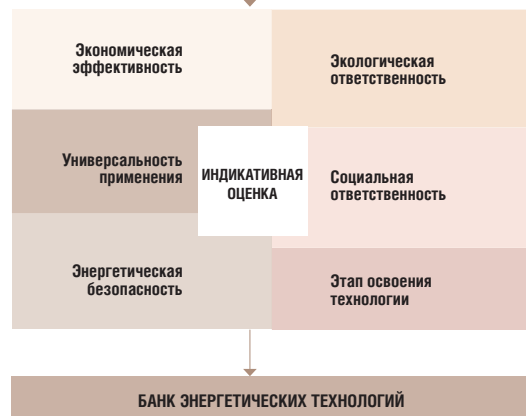 Экономическая
эффективность
Экологическая
ответственность
Универсальность
применения
ИНДИКАТИВНАЯ
ОЦЕНКА
Социальная
ответственность
Энергетическая
безопасность
Этап освоения
технологии
БАНК ЭНЕРГЕТИЧЕСКИХ ТЕХНОЛОГИЙ